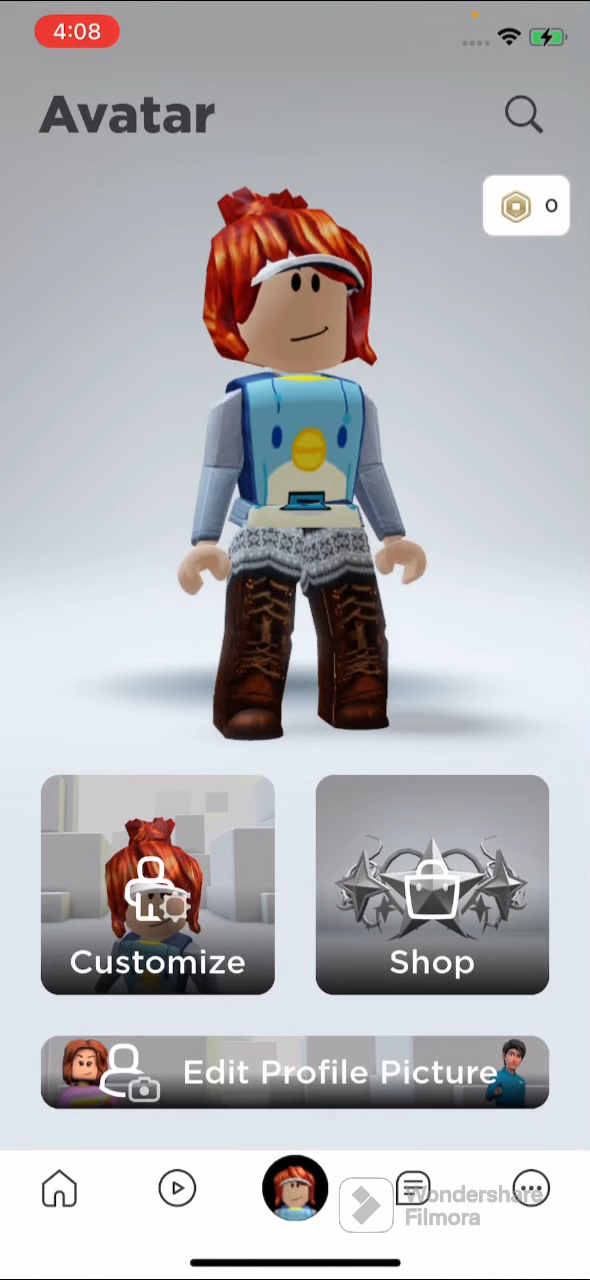 4:08
Avatar
0
Customize
Shop
Edit Profile Picture
Wondershare
Filmora